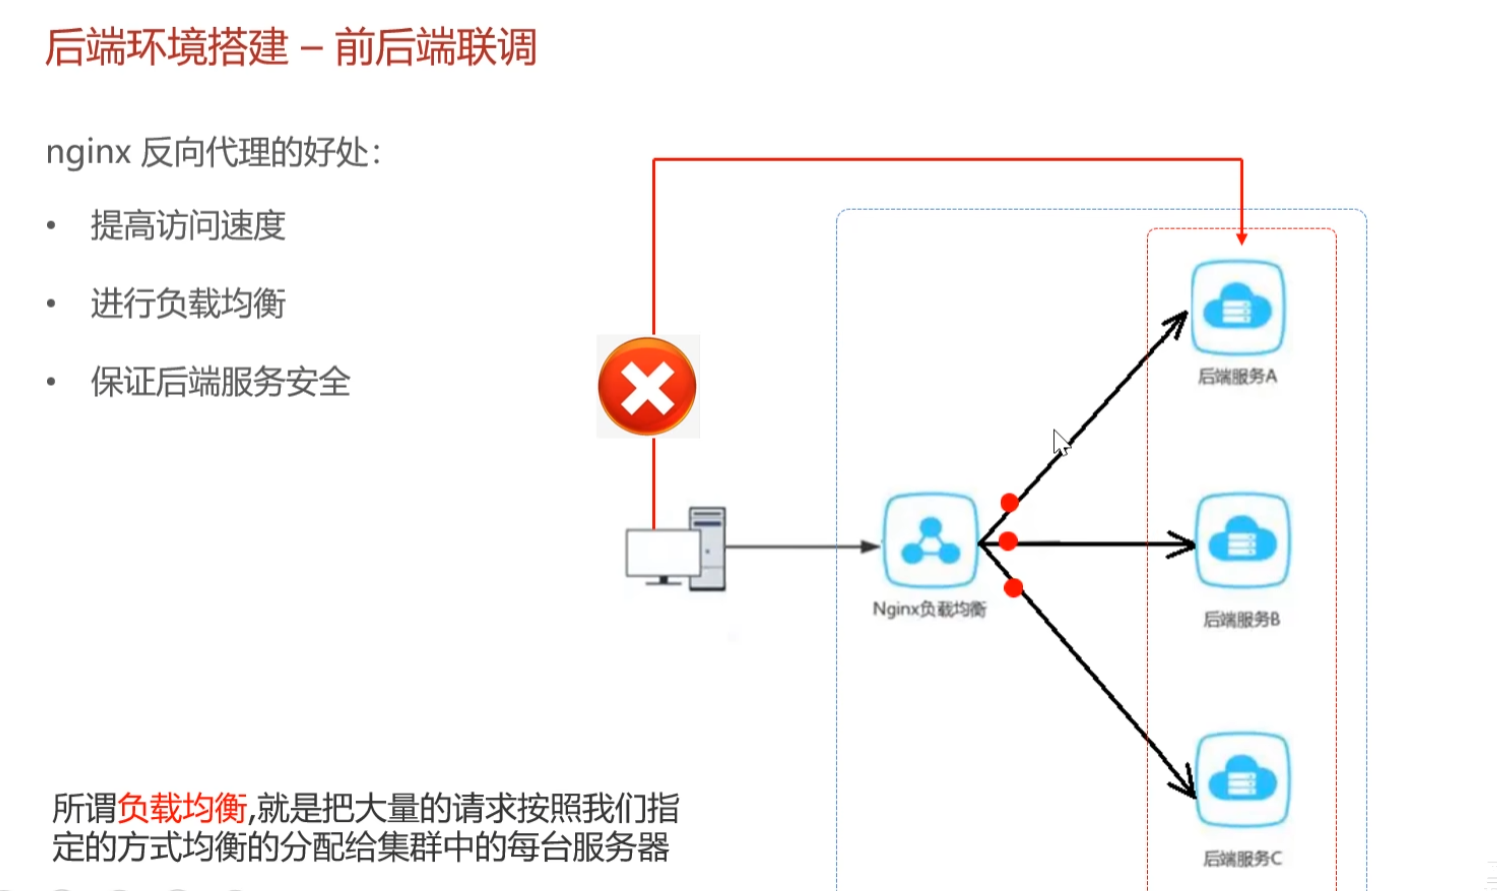 后端环境搭建 – 前后端联调
nginx 反向代理的好处：
• 提高访问速度
• 进行负载均衡
• 保证后端服务安全
后端服务A
Nginx负载均衡
后端服务B
后端服务C
所谓负载均衡,就是把大量的请求按照我们指
定的方式均衡的分配给集群中的每台服务器